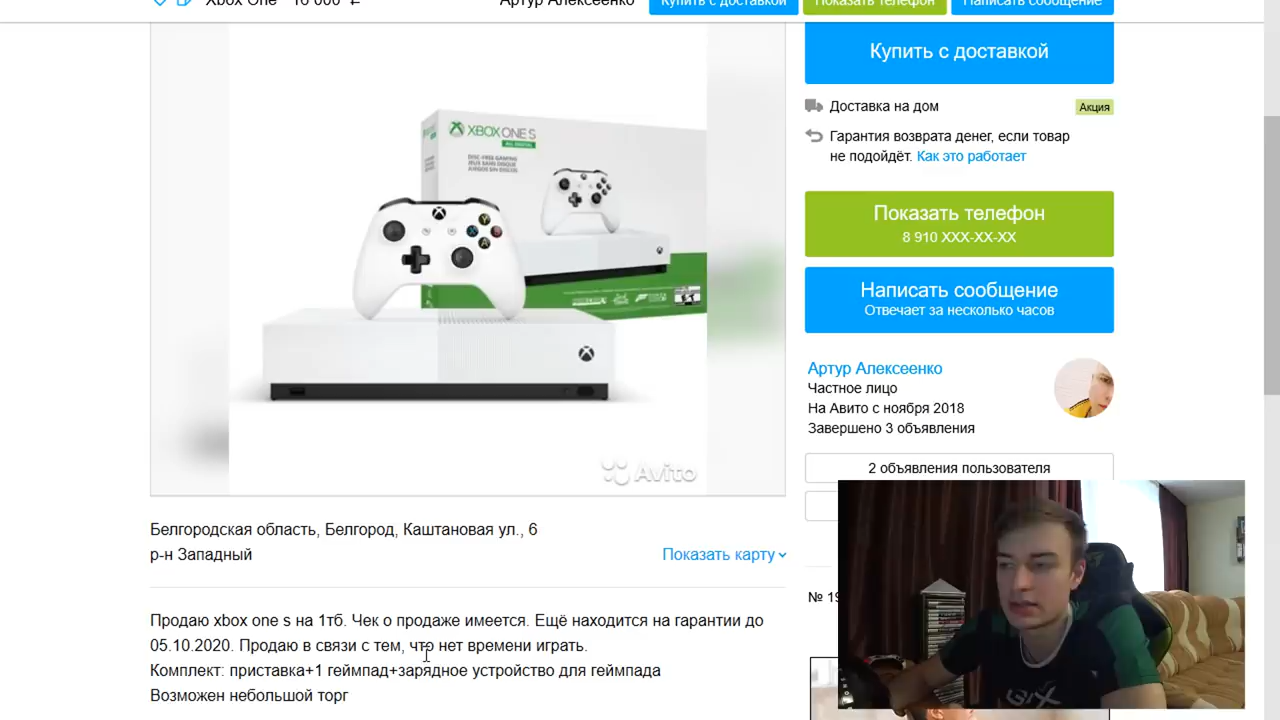 Xbox One
Артур Алексеенко
Купить с доставкой
Показать телефон
Написать сообщение
Купить с доставкой
Доставка на дом
Акция
Гарантия возврата денег, если товар
не подойдёт. Как это работает
XBOX ONE S
ALL DIGITAL
Показать телефон
8 910 XXX-XX-XX
Написать сообщение
Отвечает за несколько часов
Артур Алексеенко
Частное лицо
На Авито с ноября 2018
Завершено 3 объявления
2 объявления пользователя
Avito
Белгородская область, Белгород, Каштановая ул., 6
р-н Западный
Показать карту
Продаю xbox one s на 1тб. Чек о продаже имеется. Ещё находится на гарантии до
05.10.2020 Продаю в связи с тем, что нет времени играть.
Комплект: приставка+1 геймпад+зарядное устройство для геймпада
Возможен небольшой торг